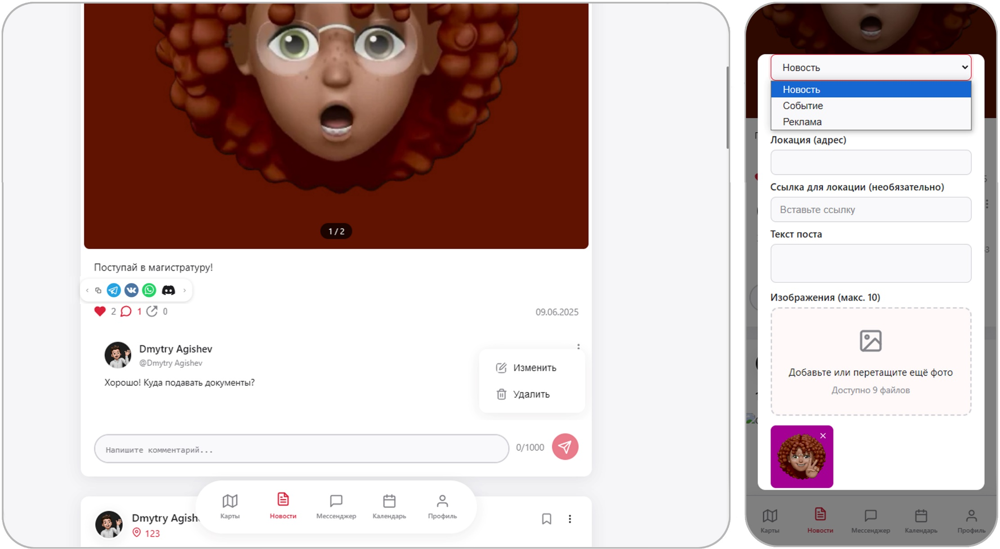 1 / 2
Поступай в магистратуру!
2 1 0
09.06.2025
Dmytry Agishev
@Dmytry Agishev
Хорошо! Куда подавать документы?
Изменить
Удалить
Напишите комментарий...
0/1000
Dmytry Agish
123
Карты
Новости
Мессенджер
Календарь
Профиль
Новость
Новость
Событие
Реклама
Локация (адрес)
Ссылка для локации (необязательно)
Вставьте ссылку
Текст поста
Изображения (макс. 10)
Добавьте или перетащите ещё фото
Доступно 9 файлов
Карты
Новости
Мессенджер
Календарь
Профиль